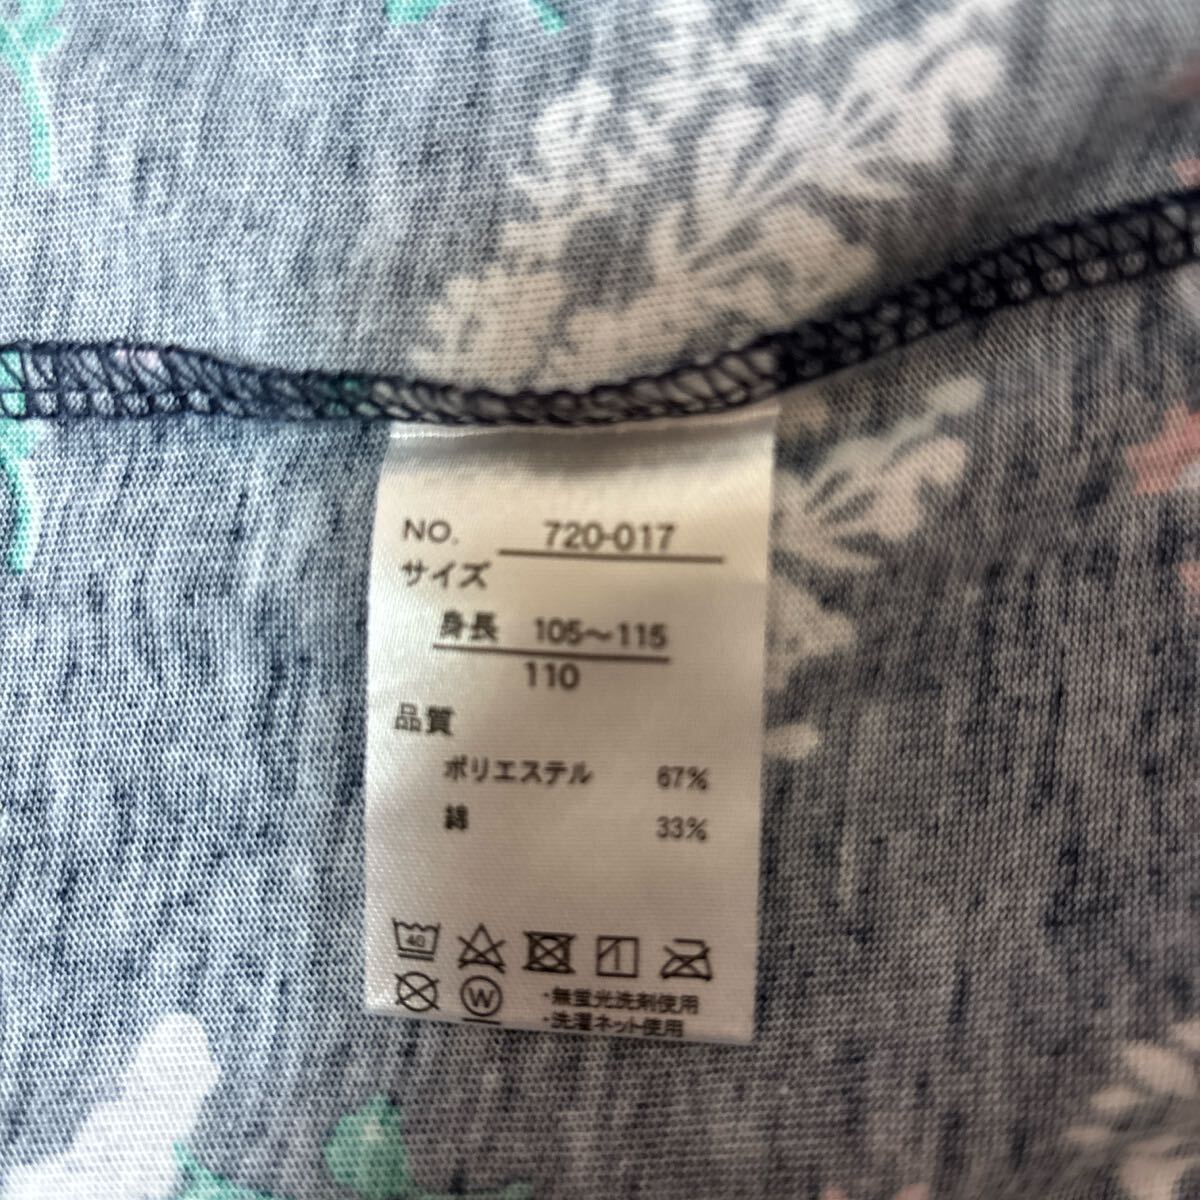 NO. 720-017
サイズ
身長 105〜115
110
品質
ポリエステル 67%
綿 33%
40
W
・無蛍光洗剤使用
・洗濯ネット使用